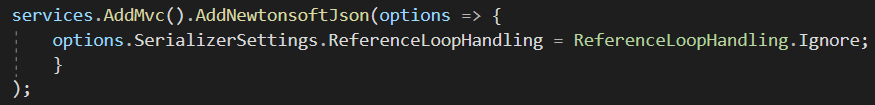 services.AddMvc().AddNewtonsoftJson(options => {
    options.SerializerSettings.ReferenceLoopHandling = ReferenceLoopHandling.Ignore;
    }
);